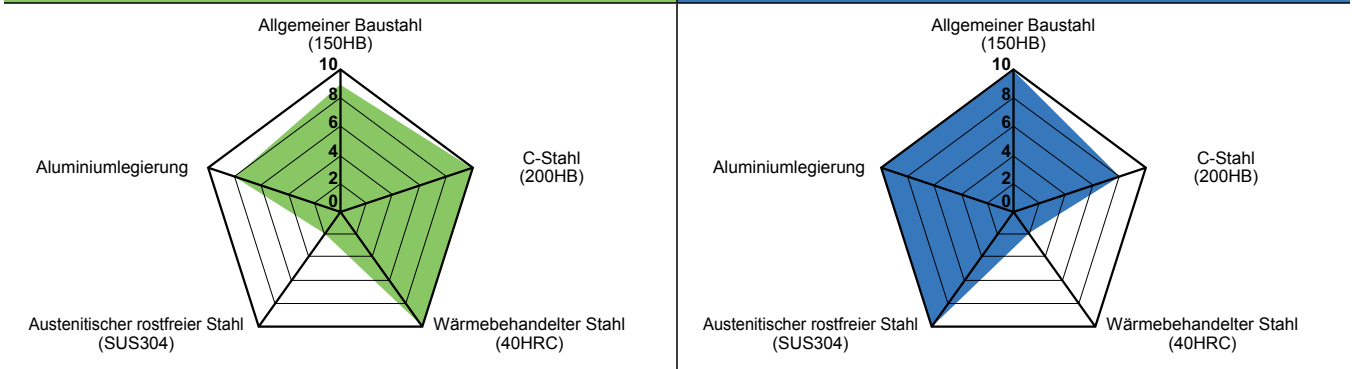 Allgemeiner Baustahl
(150HB)
10
8
6
4
2
0
C-Stahl
(200HB)
Aluminiumlegierung
Austenitischer rostfreier Stahl
(SUS304)
Wärmebehandelter Stahl
(40HRC)
Allgemeiner Baustahl
(150HB)
10
8
6
4
2
0
C-Stahl
(200HB)
Aluminiumlegierung
Austenitischer rostfreier Stahl
(SUS304)
Wärmebehandelter Stahl
(40HRC)